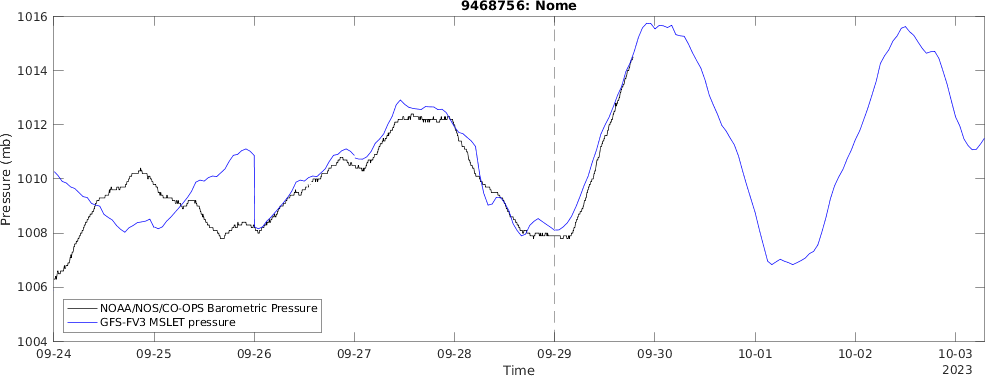 9468756: Nome
Pressure (mb)
1016
1014
1012
1010
1008
1006
1004
NOAA/NOS/CO-OPS Barometric Pressure
GFS-FV3 MSLET pressure
09-24 09-25 09-26 09-27 09-28 09-29 09-30 10-01 10-02 10-03
Time
2023